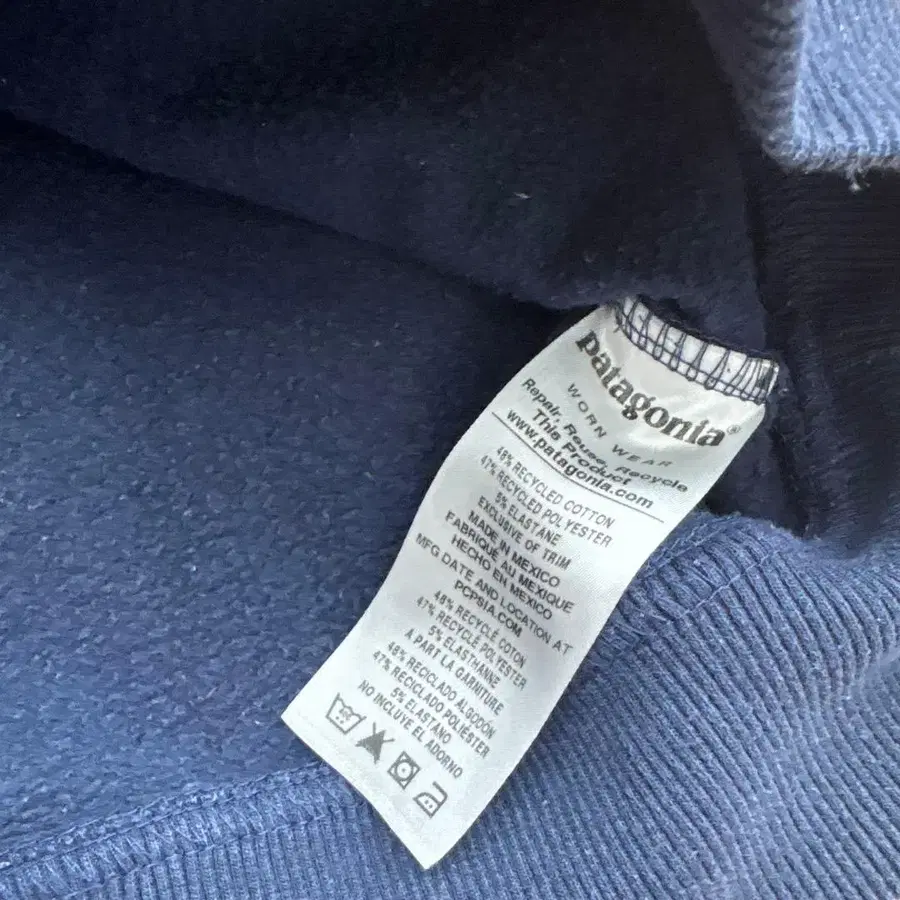 patagonia®
WORN WEAR
Repair, Reuse, Recycle
This Product
www.patagonia.com
48% RECYCLED COTTON
47% RECYCLED POLYESTER
5% ELASTANE
EXCLUSIVE OF TRIM
MADE IN MEXICO
FABRIQUE AU MEXIQUE
HECHO EN MEXICO
MFG DATE AND LOCATION AT
PCPSIA.COM
48% RECYCLÉ COTON
47% RECYCLÉ POLYESTER
5% ELASTHANNE
A PART LA GARNITURE
48% RECICLADO ALGODÓN
47% RECICLADO POLIÉSTER
5% ELASTANO
NO INCLUYE EL ADORNO